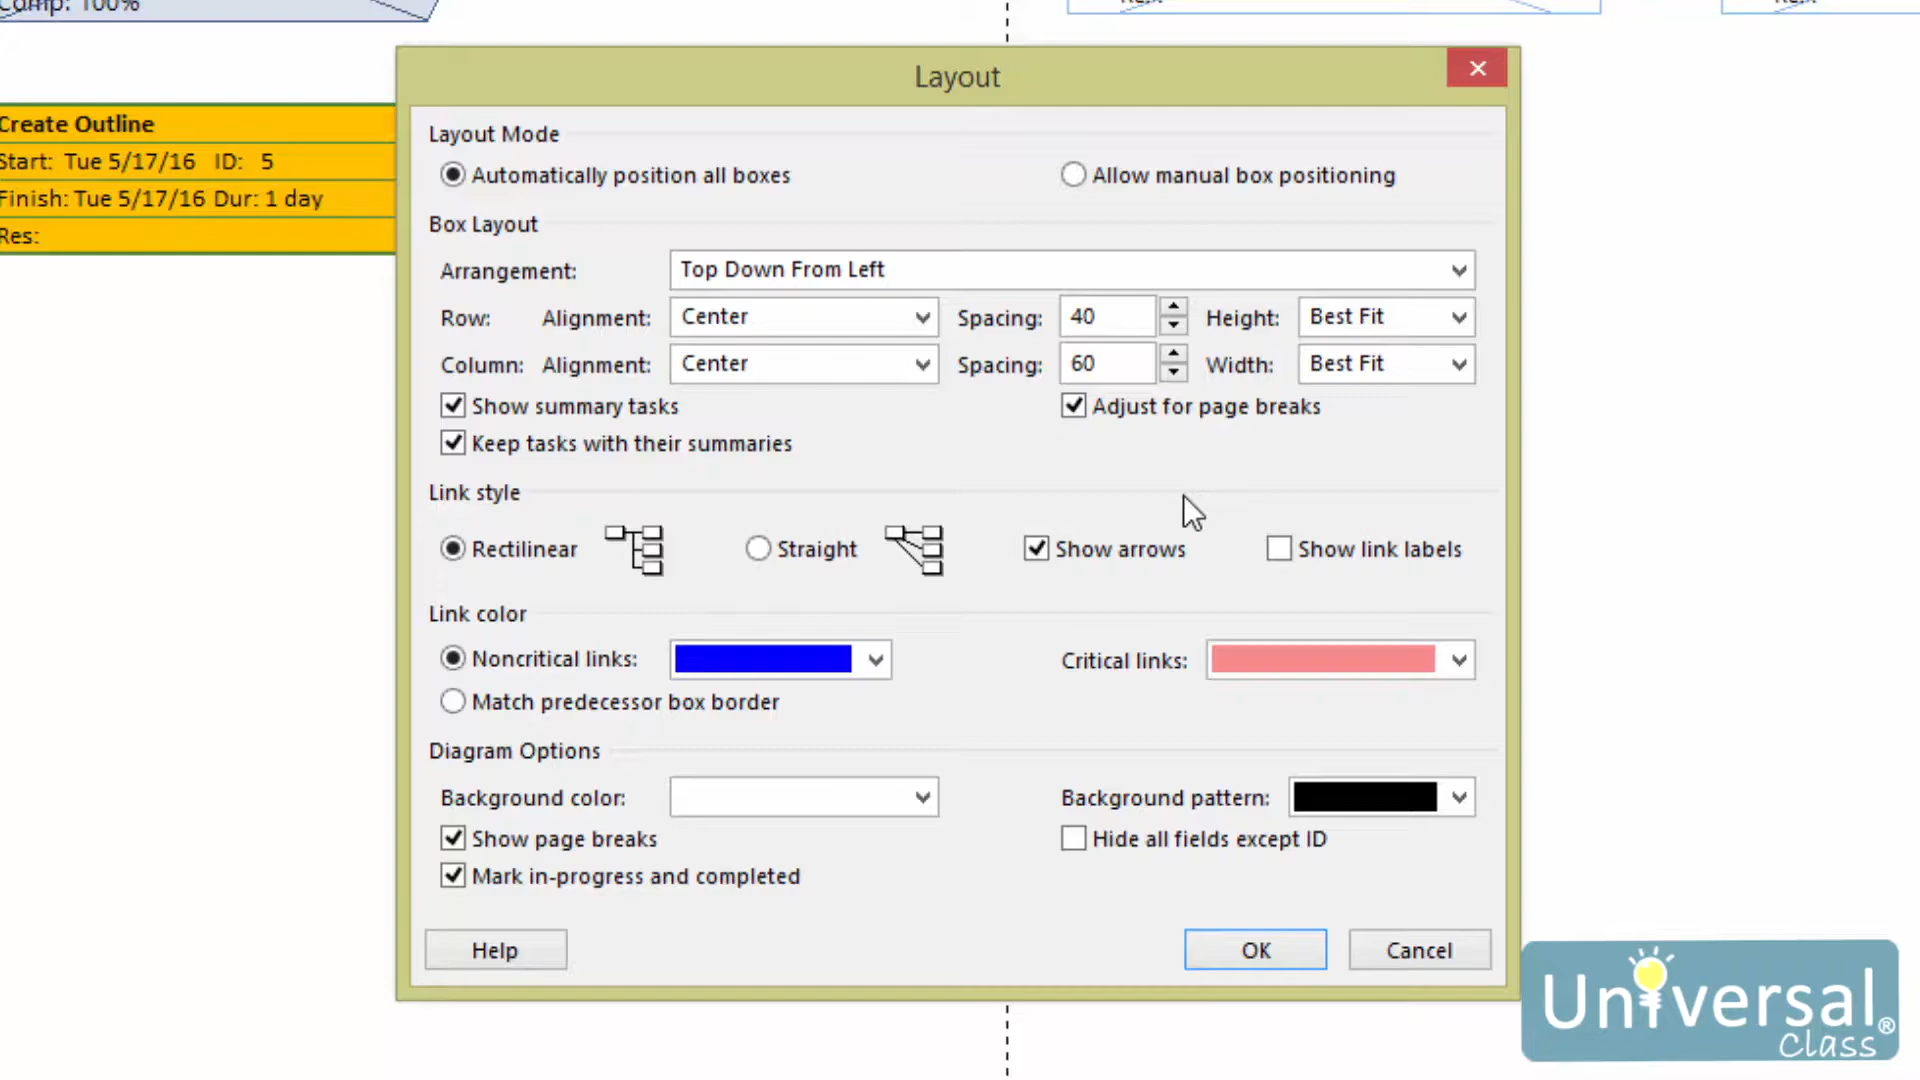 Comp: 100%
Res:
Res:
Layout
Create Outline
Start: Tue 5/17/16 ID: 5
Finish: Tue 5/17/16 Dur: 1 day
Res:
Layout Mode
Automatically position all boxes Allow manual box positioning
Box Layout
Arrangement: Top Down From Left
Row: Alignment: Center Spacing: 40 Height: Best Fit
Column: Alignment: Center Spacing: 60 Width: Best Fit
Show summary tasks Adjust for page breaks
Keep tasks with their summaries
Link style
Rectilinear Straight Show arrows Show link labels
Link color
Noncritical links: Critical links:
Match predecessor box border
Diagram Options
Background color: Background pattern:
Show page breaks Hide all fields except ID
Mark in-progress and completed
Help OK Cancel
Universal®
Class